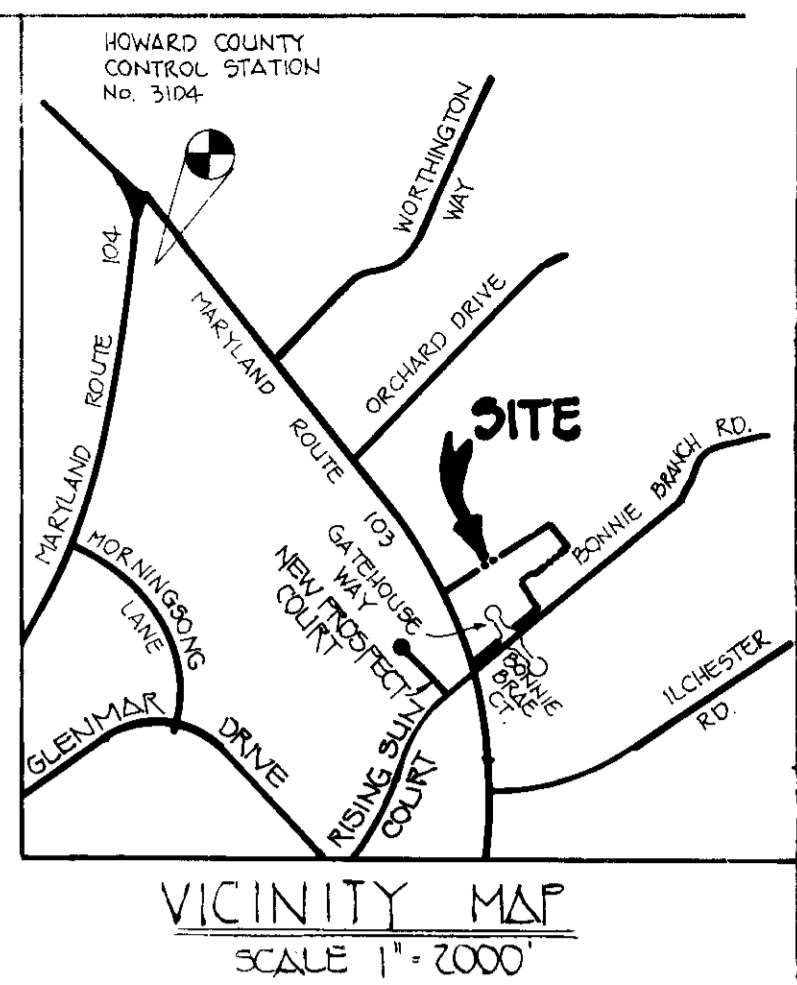 HOWARD COUNTY
CONTROL STATION
No. 31D4
WORTHINGTON
WAY
104
MARYLAND ROUTE
MARYLAND ROUTE 103
ORCHARD DRIVE
SITE
BONNIE BRANCH RD.
GATEHOUSE
WAY
NEW PROSPECT
COURT
MORNINGSONG
LANE
BONNIE
BRAE
CT.
ILCHESTER
RD.
GLENMAR DRIVE
RISING SUN
COURT
VICINITY MAP
SCALE 1" = 2000'